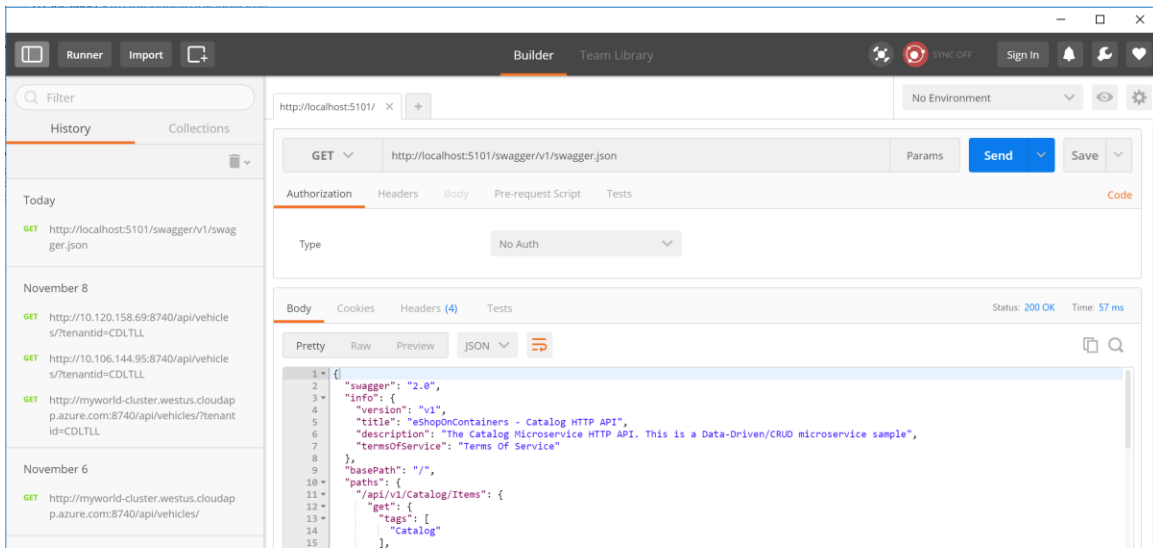 Runner Import Builder Team Library SYNC OFF Sign In
Filter
History Collections
Today
GET http://localhost:5101/swagger/v1/swag
ger.json
November 8
GET http://10.120.158.69:8740/api/vehicle
s/?tenantid=CDLTLL
GET http://10.106.144.95:8740/api/vehicle
s/?tenantid=CDLTLL
GET http://myworld-cluster.westus.cloudap
p.azure.com:8740/api/vehicles/?tenant
id=CDLTLL
November 6
GET http://myworld-cluster.westus.cloudap
p.azure.com:8740/api/vehicles/
http://localhost:5101/ No Environment
GET http://localhost:5101/swagger/v1/swagger.json Params Send Save
Authorization Headers Body Pre-request Script Tests Code
Type No Auth
Body Cookies Headers (4) Tests Status: 200 OK Time: 57 ms
Pretty Raw Preview JSON
1 {
2 "swagger": "2.0",
3 "info": {
4 "version": "v1",
5 "title": "eShopOnContainers - Catalog HTTP API",
6 "description": "The Catalog Microservice HTTP API. This is a Data-Driven/CRUD microservice sample",
7 "termsOfService": "Terms Of Service"
8 },
9 "basePath": "/",
10 "paths": {
11 "/api/v1/Catalog/Items": {
12 "get": {
13 "tags": [
14 "Catalog"
15 ],